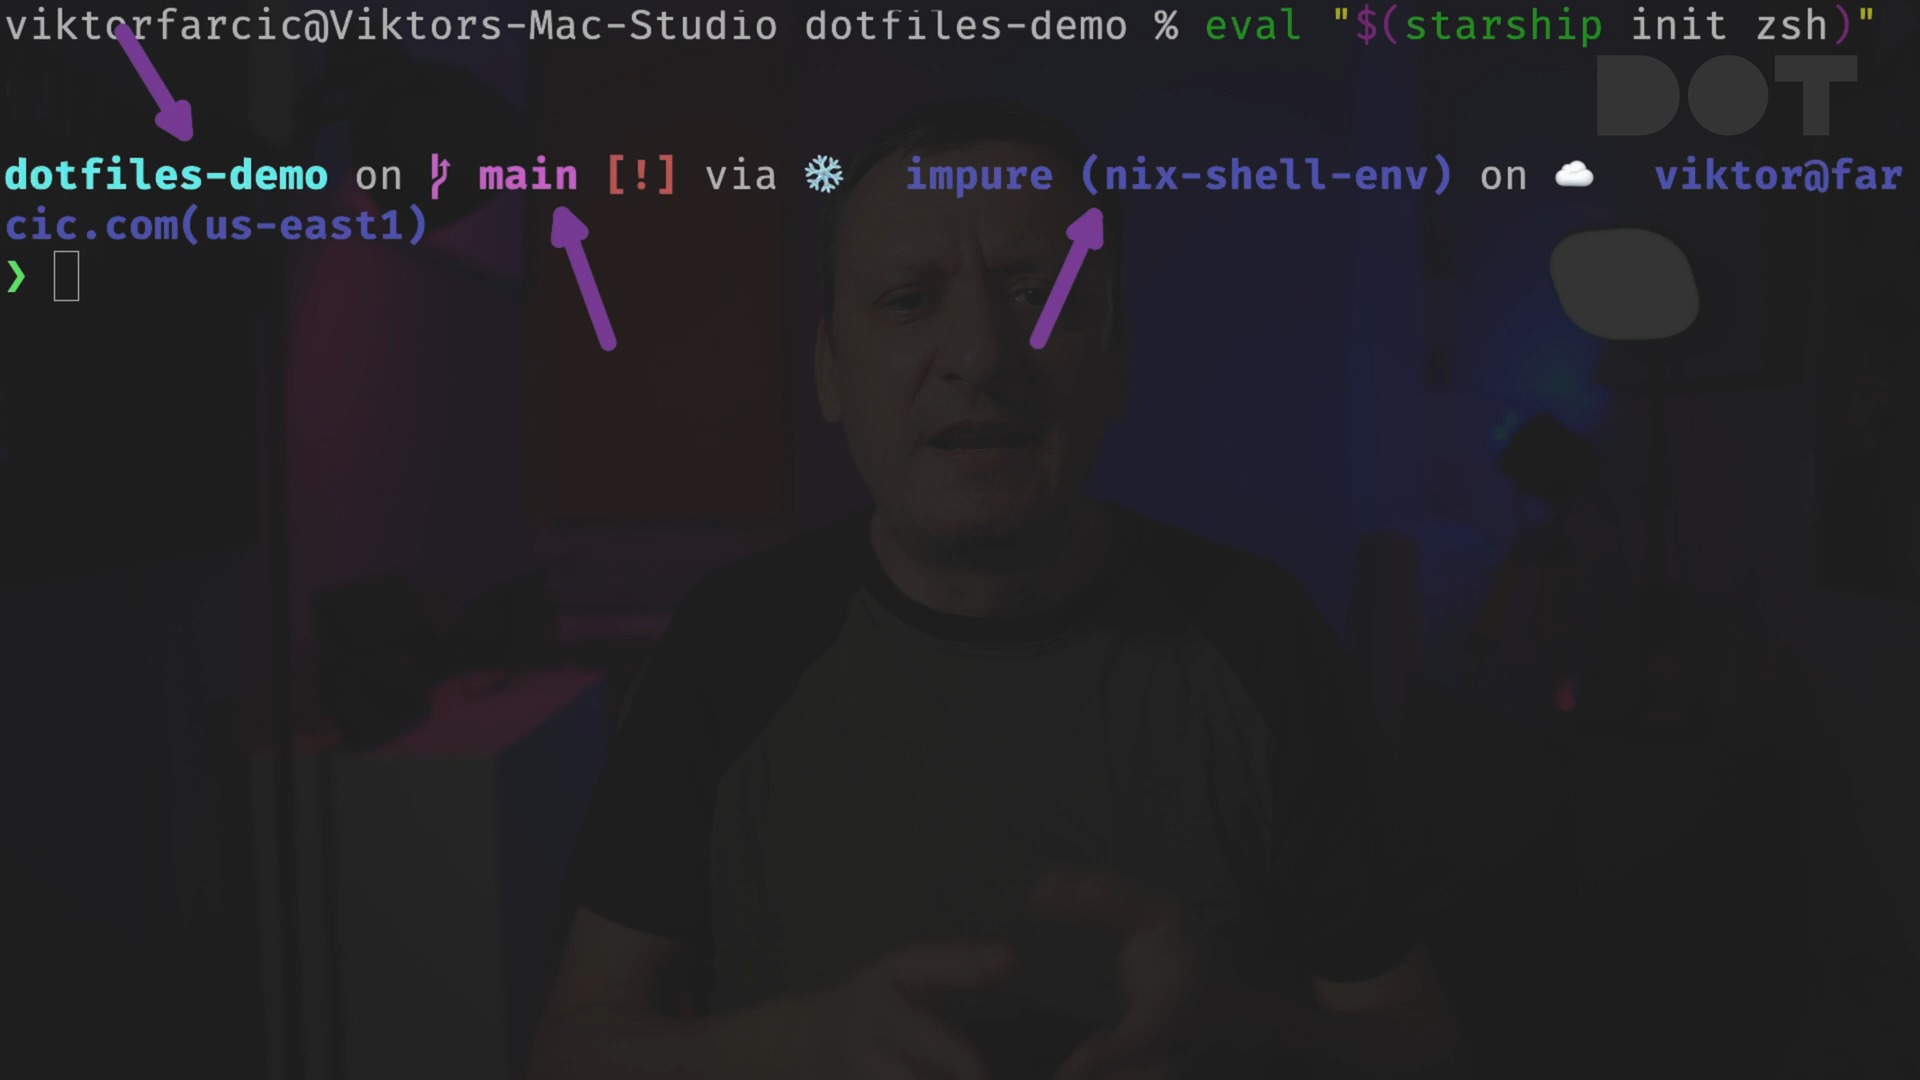 viktorfarcic@Viktors-Mac-Studio dotfiles-demo % eval "$(starship init zsh)"
DOT
dotfiles-demo on main [!] via ❄️ impure (nix-shell-env) on ☁️ viktor@far
cic.com(us-east1)
❯